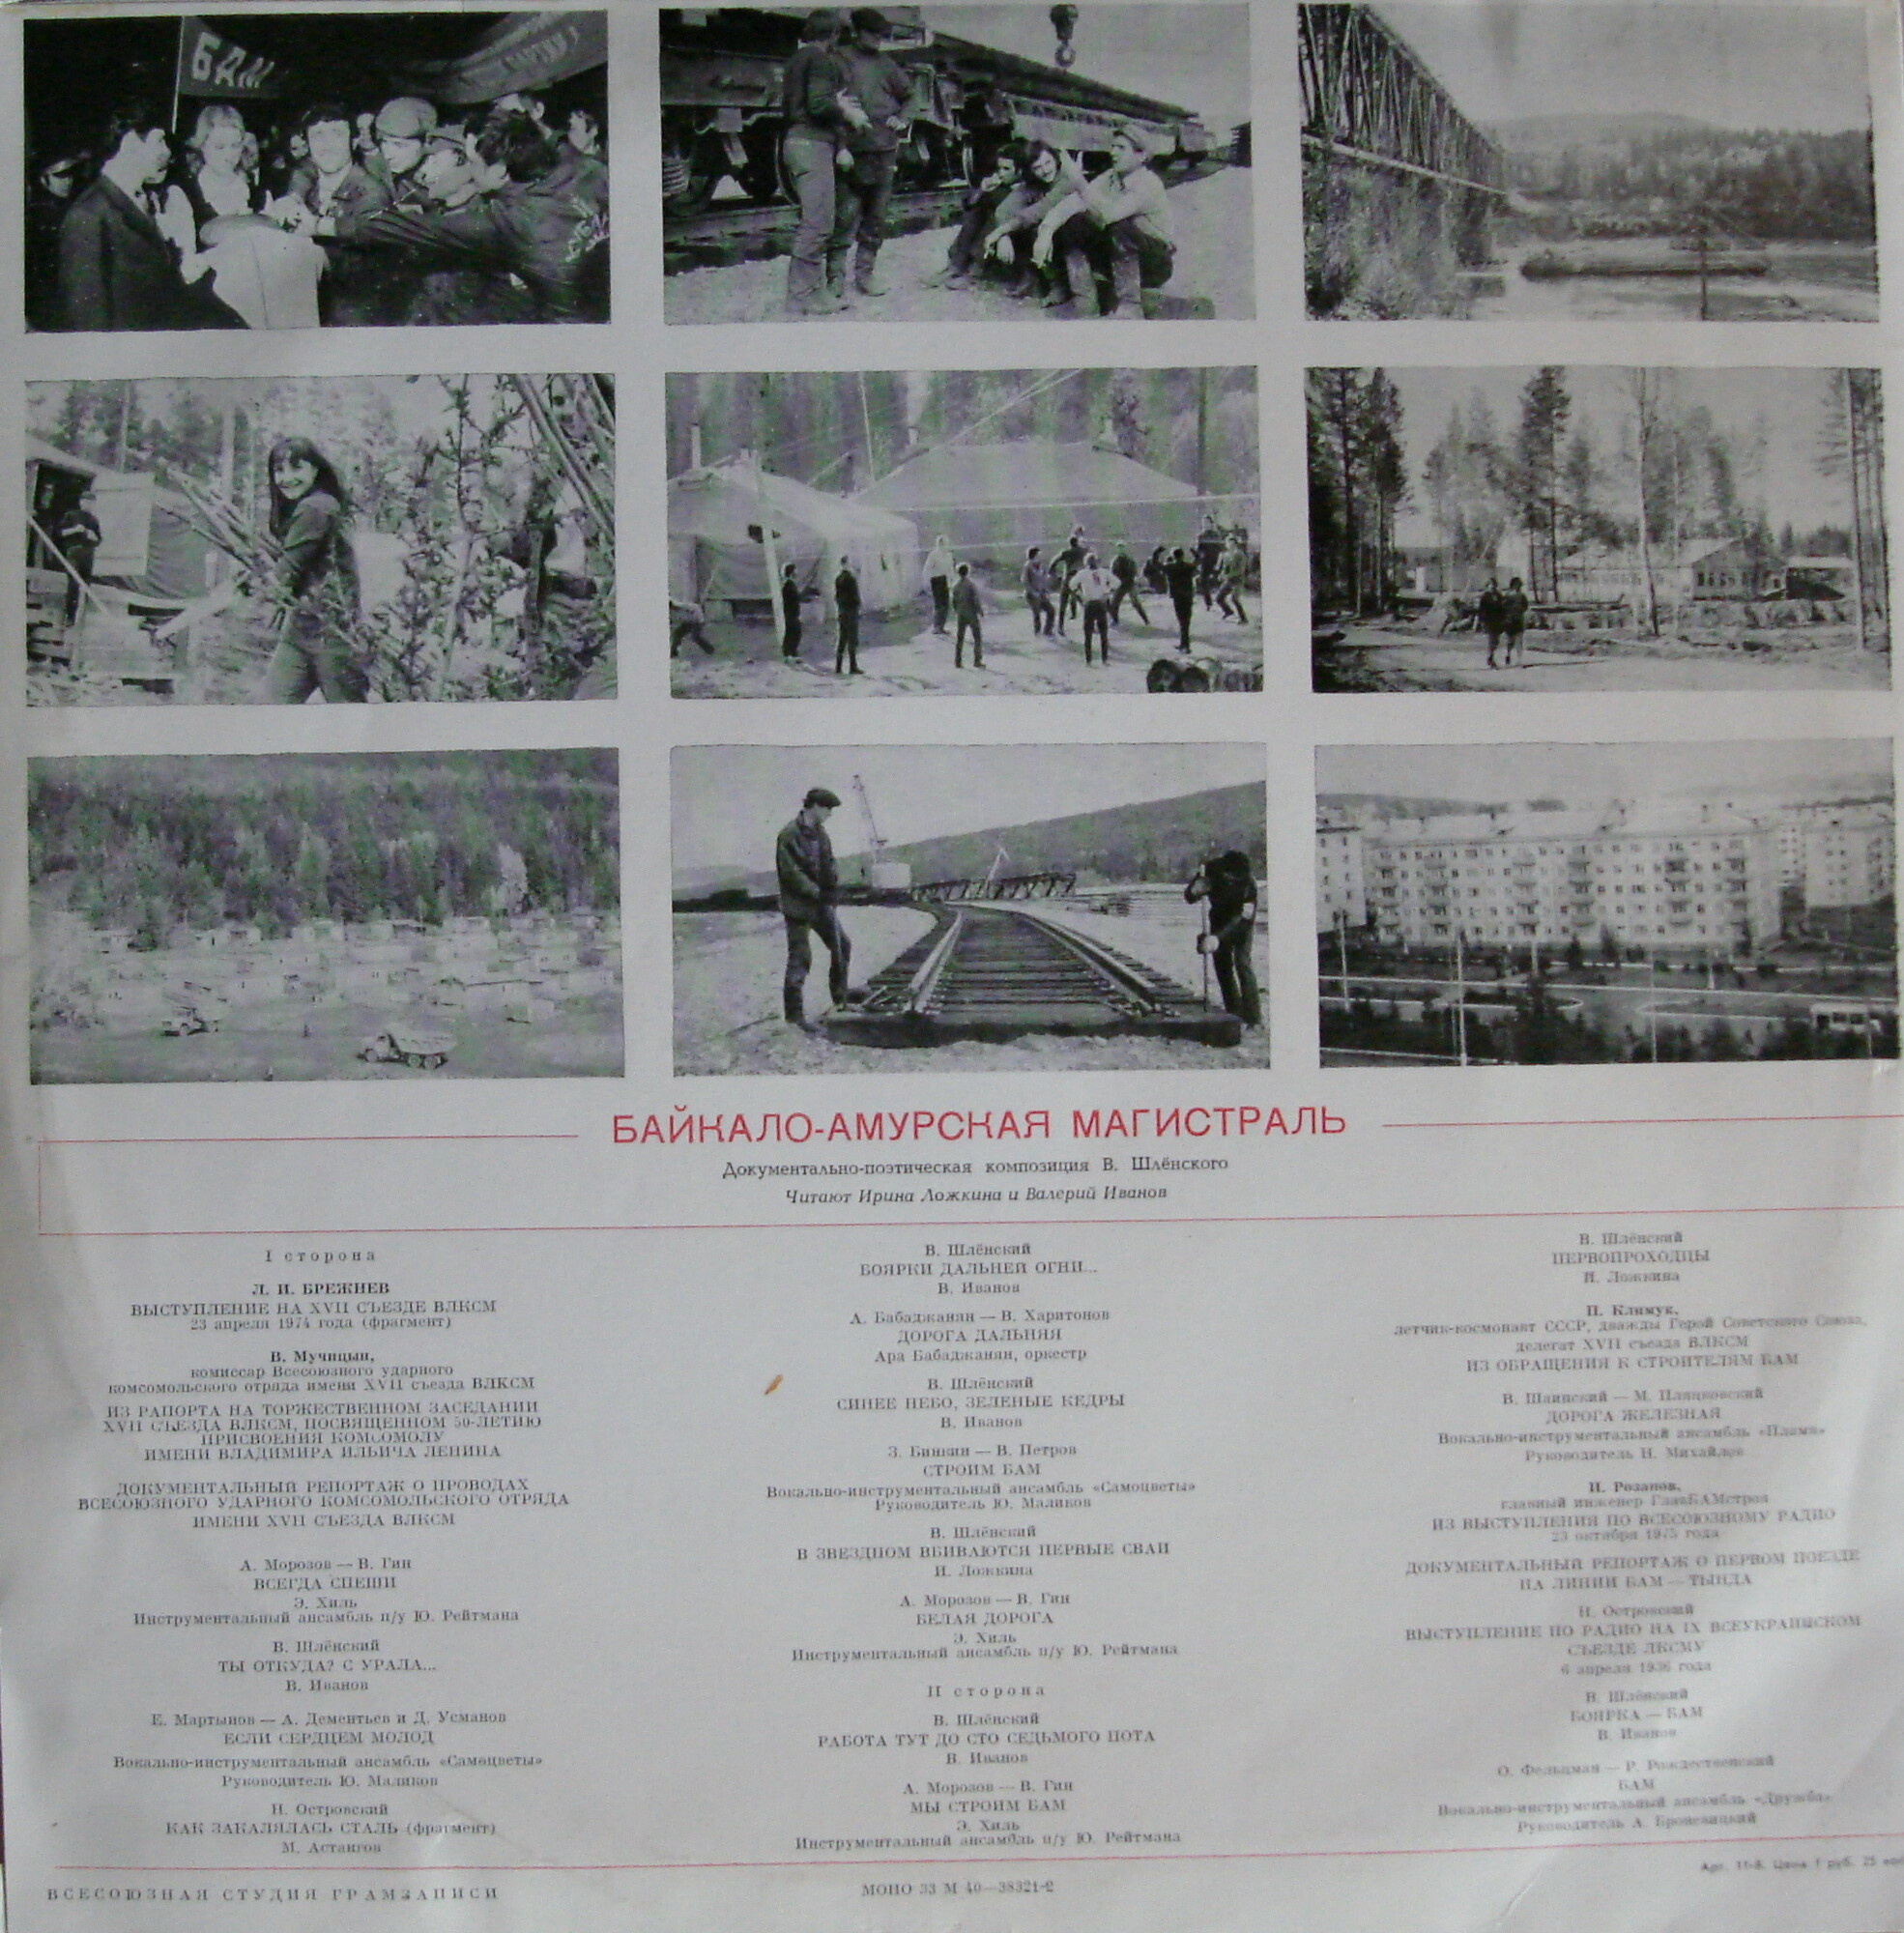 БАМ
БАЙКАЛО-АМУРСКАЯ МАГИСТРАЛЬ
Документально-поэтическая композиция В. Шлёнского
Читают Ирина Ложкина и Валерий Иванов
I сторона
Л. И. БРЕЖНЕВ
ВЫСТУПЛЕНИЕ НА XVII СЪЕЗДЕ ВЛКСМ
23 апреля 1974 года (фрагмент)
В. Мучицын,
комиссар Всесоюзного ударного
комсомольского отряда имени XVII съезда ВЛКСМ
ИЗ РАПОРТА НА ТОРЖЕСТВЕННОМ ЗАСЕДАНИИ
XVII СЪЕЗДА ВЛКСМ, ПОСВЯЩЕННОМ 50-ЛЕТИЮ
ПРИСВОЕНИЯ КОМСОМОЛУ
ИМЕНИ ВЛАДИМИРА ИЛЬИЧА ЛЕНИНА
ДОКУМЕНТАЛЬНЫЙ РЕПОРТАЖ О ПРОВОДАХ
ВСЕСОЮЗНОГО УДАРНОГО КОМСОМОЛЬСКОГО ОТРЯДА
ИМЕНИ XVII СЪЕЗДА ВЛКСМ
А. Морозов — В. Гин
ВСЕГДА СПЕШИ
Э. Хиль
Инструментальный ансамбль п/у Ю. Рейтмана
В. Шлёнский
ТЫ ОТКУДА? С УРАЛА...
В. Иванов
Е. Мартынов — А. Дементьев и Д. Усманов
ЕСЛИ СЕРДЦЕМ МОЛОД
Вокально-инструментальный ансамбль «Самоцветы»
Руководитель Ю. Маликов
Н. Островский
КАК ЗАКАЛЯЛАСЬ СТАЛЬ (фрагмент)
М. Астангов
В. Шлёнский
БОЯРКИ ДАЛЬНЕЙ ОГНИ...
В. Иванов
А. Бабаджанян — В. Харитонов
ДОРОГА ДАЛЬНЯЯ
Ара Бабаджанян, оркестр
В. Шлёнский
СИНЕЕ НЕБО, ЗЕЛЕНЫЕ КЕДРЫ
В. Иванов
З. Бинкин — В. Петров
СТРОИМ БАМ
Вокально-инструментальный ансамбль «Самоцветы»
Руководитель Ю. Маликов
В. Шлёнский
В ЗВЕЗДНОМ ВБИВАЮТСЯ ПЕРВЫЕ СВАИ
И. Ложкина
А. Морозов — В. Гин
БЕЛАЯ ДОРОГА
Э. Хиль
Инструментальный ансамбль п/у Ю. Рейтмана
II сторона
В. Шлёнский
РАБОТА ТУТ ДО СТО СЕДЬМОГО ПОТА
В. Иванов
А. Морозов — В. Гин
МЫ СТРОИМ БАМ
Э. Хиль
Инструментальный ансамбль п/у Ю. Рейтмана
В. Шлёнский
ПЕРВОПРОХОДЦЫ
И. Ложкина
П. Климук,
летчик-космонавт СССР, дважды Герой Советского Союза,
делегат XVII съезда ВЛКСМ
ИЗ ОБРАЩЕНИЯ К СТРОИТЕЛЯМ БАМ
В. Шаинский — М. Пляцковский
ДОРОГА ЖЕЛЕЗНАЯ
Вокально-инструментальный ансамбль «Пламя»
Руководитель Н. Михайлов
И. Розанов,
главный инженер ГлавБАМстроя
ИЗ ВЫСТУПЛЕНИЯ ПО ВСЕСОЮЗНОМУ РАДИО
23 октября 1975 года
ДОКУМЕНТАЛЬНЫЙ РЕПОРТАЖ О ПЕРВОМ ПОЕЗДЕ
НА ЛИНИИ БАМ — ТЫНДА
Н. Островский
ВЫСТУПЛЕНИЕ ПО РАДИО НА IX ВСЕУКРАИНСКОМ
СЪЕЗДЕ ЛКСМУ
6 апреля 1936 года
В. Шлёнский
БОЯРКА — БАМ
В. Иванов
О. Фельцман — Р. Рождественский
БАМ
Вокально-инструментальный ансамбль «Дружба»
Руководитель А. Броневицкий
ВСЕСОЮЗНАЯ СТУДИЯ ГРАМЗАПИСИ
МОНО 33 М 40—38321-2
Арт. 11-8. Цена 1 руб. 25 коп